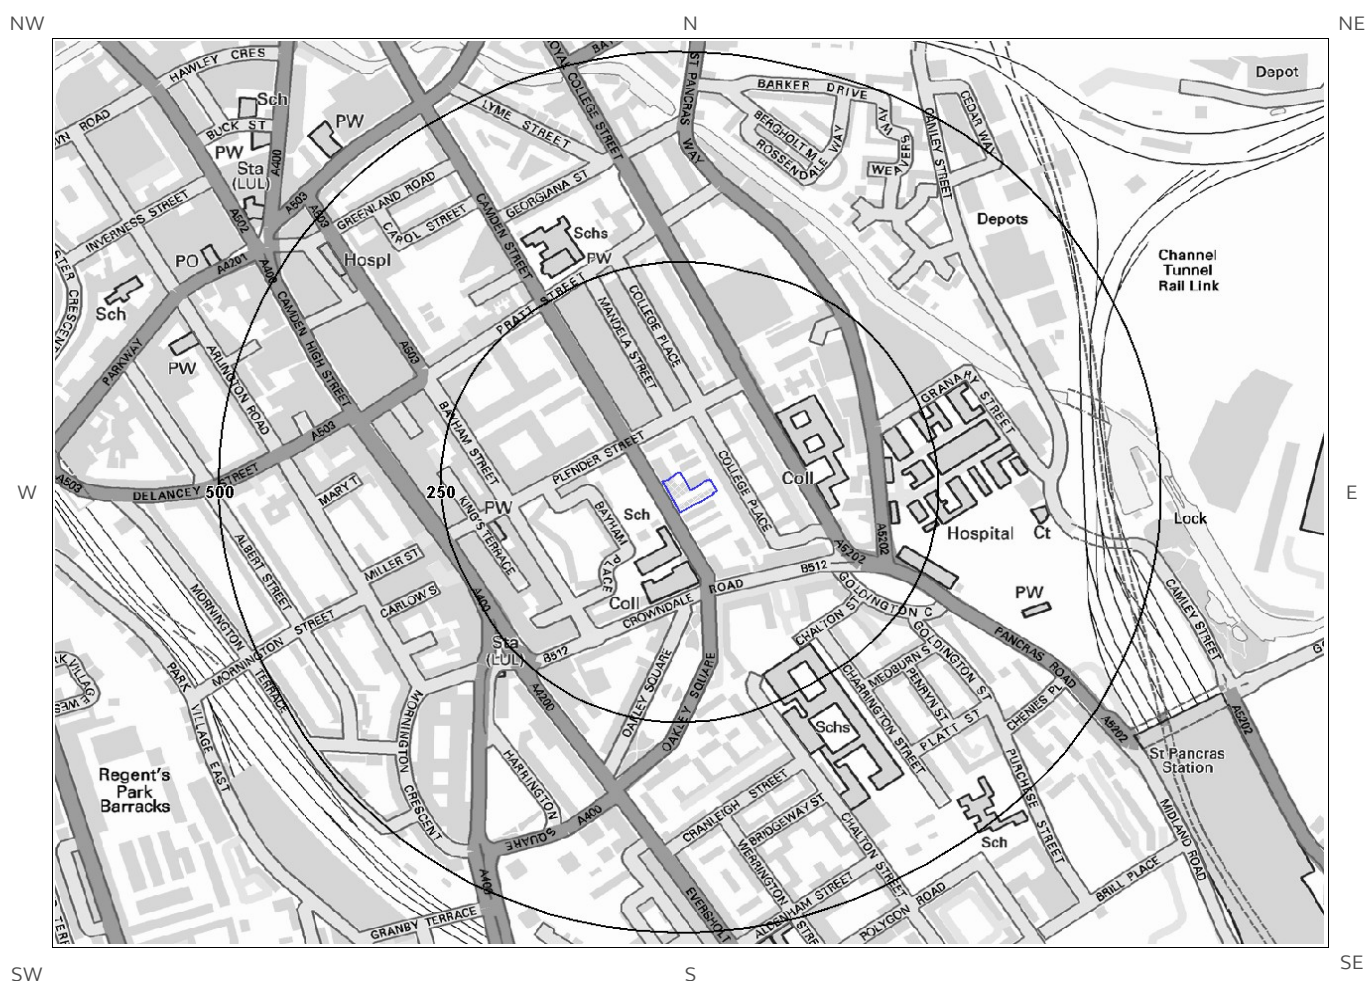 NW
N
NE
HAWLEY CRES
ROYAL COLLEGE STREET
ST PANCRAS WAY
BARKER DRIVE
CEDAR WAY
CAMLEY STREET
Depot
Sch
BUCK ST
PW
PW
LYME STREET
BERGHOLT M
ROSSENDALE WAY
WEAVERS WAY
Sta
(LUL)
A400
A503
A503
A502
GREENLAND ROAD
CAROL STREET
CAMDEN STREET
GEORGIANA ST
INVERNESS STREET
Depots
Schs
PW
PO
A4201
A400
Hospl
Channel
Tunnel
Rail Link
Sch
CRESCENT
CAMDEN HIGH STREET
PRATT STREET
MANDELA STREET
COLLEGE PLACE
PARKWAY
PW
ARLINGTON ROAD
A503
GRANARY STREET
BAYHAM STREET
A503
PLENDER STREET
COLLEGE PLACE
Coll
W
A503
DELANCEY STREET
500
250
MARY T
KING'S TERRACE
PW
BAYHAM PLACE
Sch
E
Lock
Hospital
Ct
A5202
A5202
ALBERT STREET
MILLER ST
CARLOW S
B512
CROWNDALE ROAD
Coll
GOLDINGTON C
PW
CAMLEY STREET
MORNINGTON TERRACE
MORNINGTON STREET
A400
Sta
(LUL)
B512
CHALTON ST
GOLDINGTON ST
PANCRAS ROAD
PARK VILLAGE EAST
OAKLEY SQUARE
OAKLEY SQUARE
MEDBURN S
PENRYN ST
CHARRINGTON STREET
CHENIES PL
PLATT ST
A4200
MORNINGTON CRESCENT
A5202
A5202
Schs
St Pancras
Station
Regent's
Park
Barracks
HARRINGTON SQUARE
A400
PURCHASE STREET
CRANLEIGH STREET
BRIDGEWAY ST
WERRINGTON
CHALTON STREET
Sch
MIDLAND ROAD
ALDENHAM STREET
POLYGON ROAD
BRILL PLACE
EVERSHOLT
A400
GRANBY TERRACE
SW
S
SE